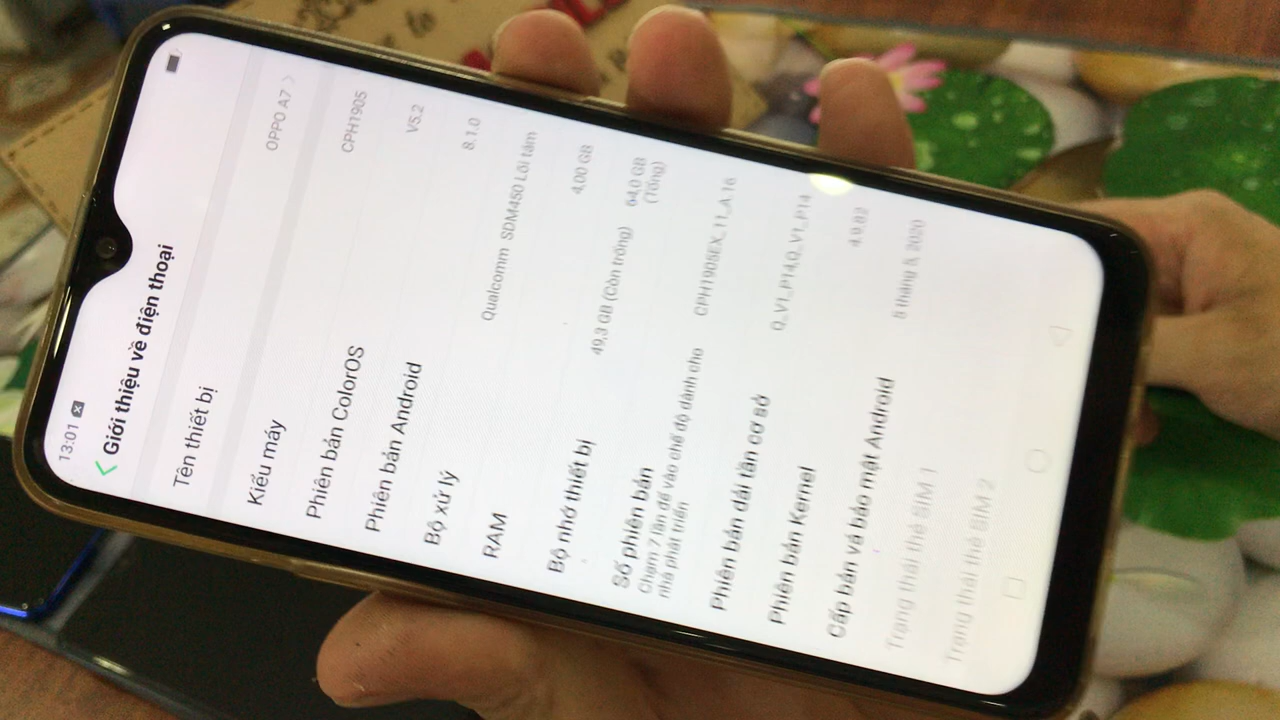 13:01
Giới thiệu về điện thoại
Tên thiết bị OPPO A7
Kiểu máy CPH1905
Phiên bản ColorOS V5.2
Phiên bản Android 8.1.0
Bộ xử lý Qualcomm SDM450 Lõi tám
RAM 4,00 GB
Bộ nhớ thiết bị 49,3 GB (Còn trống) 64,0 GB
(Tổng)
Số phiên bản CPH1905EX_11_A.16
Chạm 7 lần để vào chế độ dành cho
nhà phát triển
Phiên bản dải tần cơ sở Q_V1_P14,Q_V1_P14
Phiên bản Kernel 4.9.82
Cấp bản vá bảo mật Android 5 tháng 5, 2020
Trạng thái thẻ SIM 1
Trạng thái thẻ SIM 2